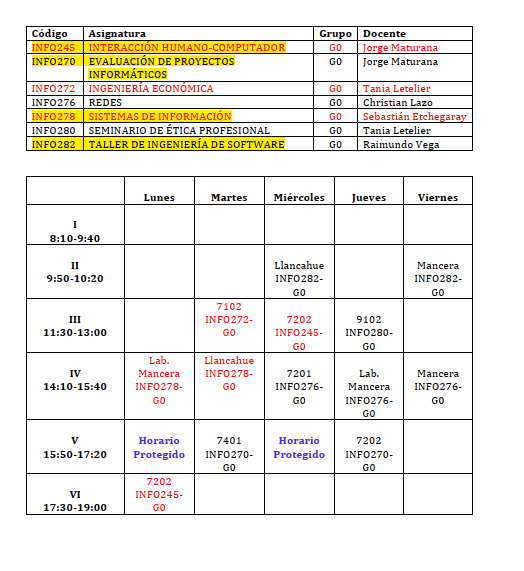 Código Asignatura Grupo Docente
INFO245 INTERACCIÓN HUMANO-COMPUTADOR G0 Jorge Maturana
INFO270 EVALUACIÓN DE PROYECTOS G0 Jorge Maturana
INFORMÁTICOS
INFO272 INGENIERÍA ECONÓMICA G0 Tania Letelier
INFO276 REDES G0 Christian Lazo
INFO278 SISTEMAS DE INFORMACIÓN G0 Sebastián Etchegaray
INFO280 SEMINARIO DE ÉTICA PROFESIONAL G0 Tania Letelier
INFO282 TALLER DE INGENIERÍA DE SOFTWARE G0 Raimundo Vega
Lunes Martes Miércoles Jueves Viernes
I
8:10-9:40
Llancahue Mancera
II INFO282- INFO282-
9:50-10:20 G0 G0
7102
III INFO272- 7202 9102
11:30-13:00 G0 INFO245- INFO280-
G0 G0
Lab. Llancahue
IV Mancera INFO278- 7201 Lab. Mancera
14:10-15:40 INFO278- G0 INFO276- Mancera INFO276-
G0 G0 INFO276- G0
G0
V Horario 7401 Horario 7202
15:50-17:20 Protegido INFO270- Protegido INFO270-
G0 G0
7202
VI INFO245-
17:30-19:00 G0